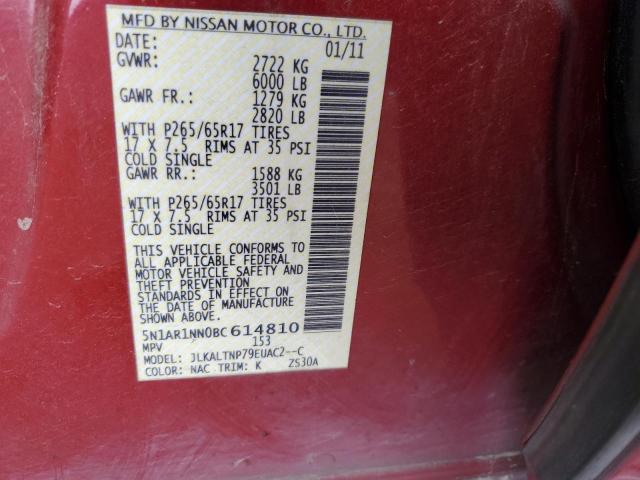 MFD BY NISSAN MOTOR CO., LTD.
DATE: 01/11
GVWR: 2722 KG
6000 LB
GAWR FR.: 1279 KG
2820 LB
WITH P265/65R17 TIRES
17 X 7.5 RIMS AT 35 PSI
COLD SINGLE
GAWR RR.: 1588 KG
3501 LB
WITH P265/65R17 TIRES
17 X 7.5 RIMS AT 35 PSI
COLD SINGLE
THIS VEHICLE CONFORMS TO
ALL APPLICABLE FEDERAL
MOTOR VEHICLE SAFETY AND
THEFT PREVENTION
STANDARDS IN EFFECT ON
THE DATE OF MANUFACTURE
SHOWN ABOVE.
5N1AR1NN0BC614810
MPV 153
MODEL: JLKALTNP79EUAC2--C
COLOR: NAC TRIM: K ZS30A